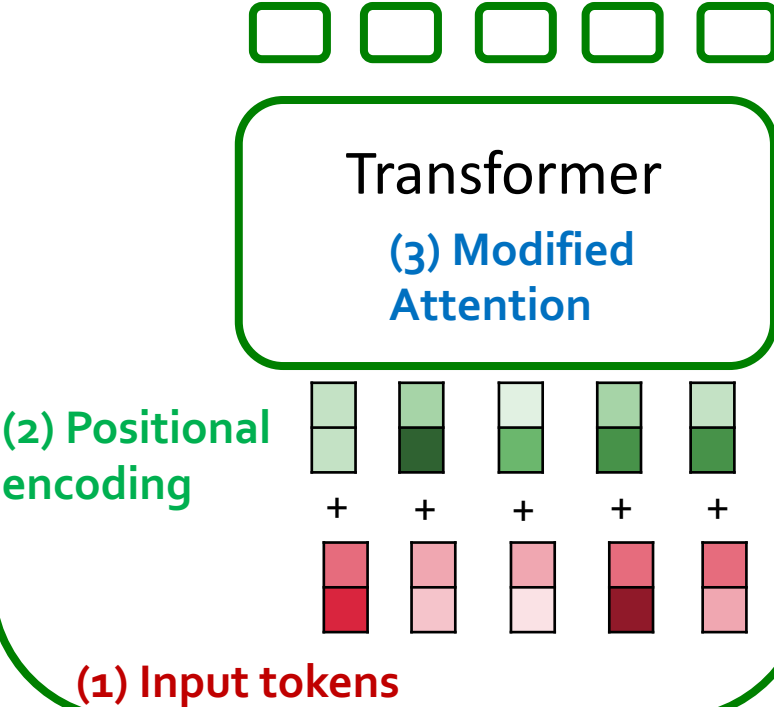 Transformer
(3) Modified
Attention
(2) Positional
encoding
+ + + + +
(1) Input tokens